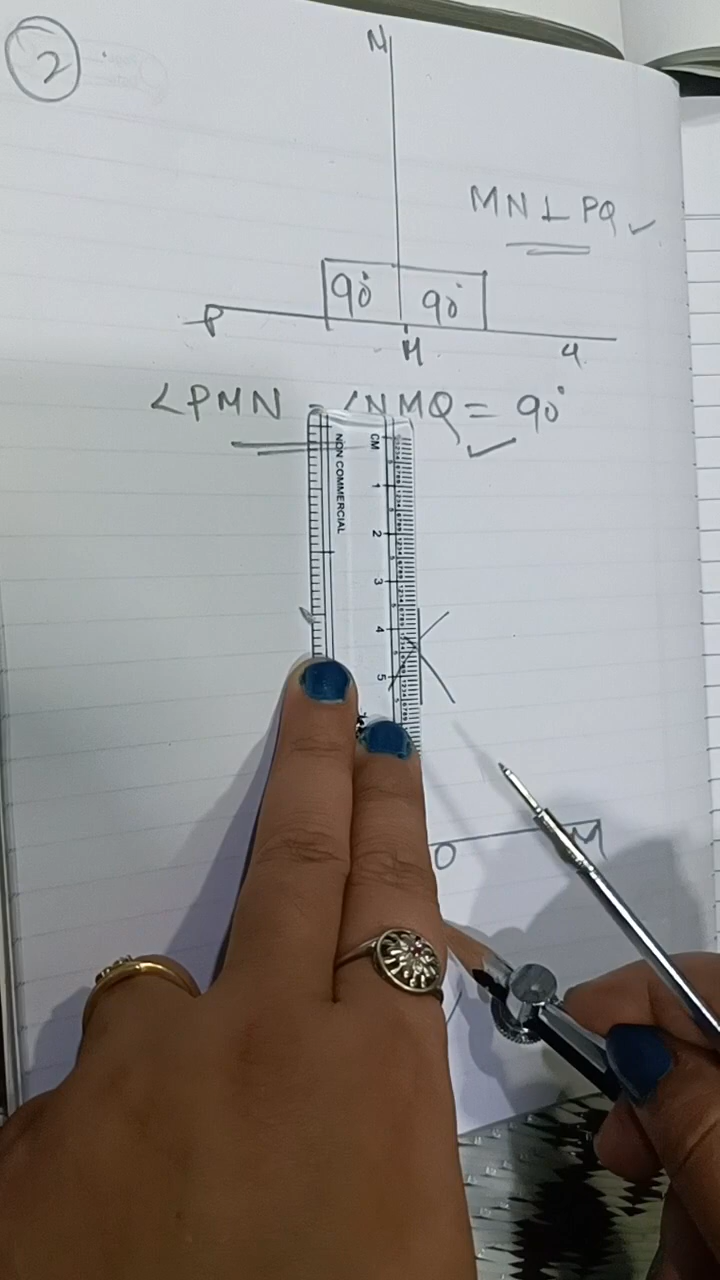 2
N
MN ⊥ PQ ✓
90° 90°
P M Q
∠PMN = ∠NMQ = 90°
✓
NON COMMERCIAL
CM
1
2
3
4
5
O M